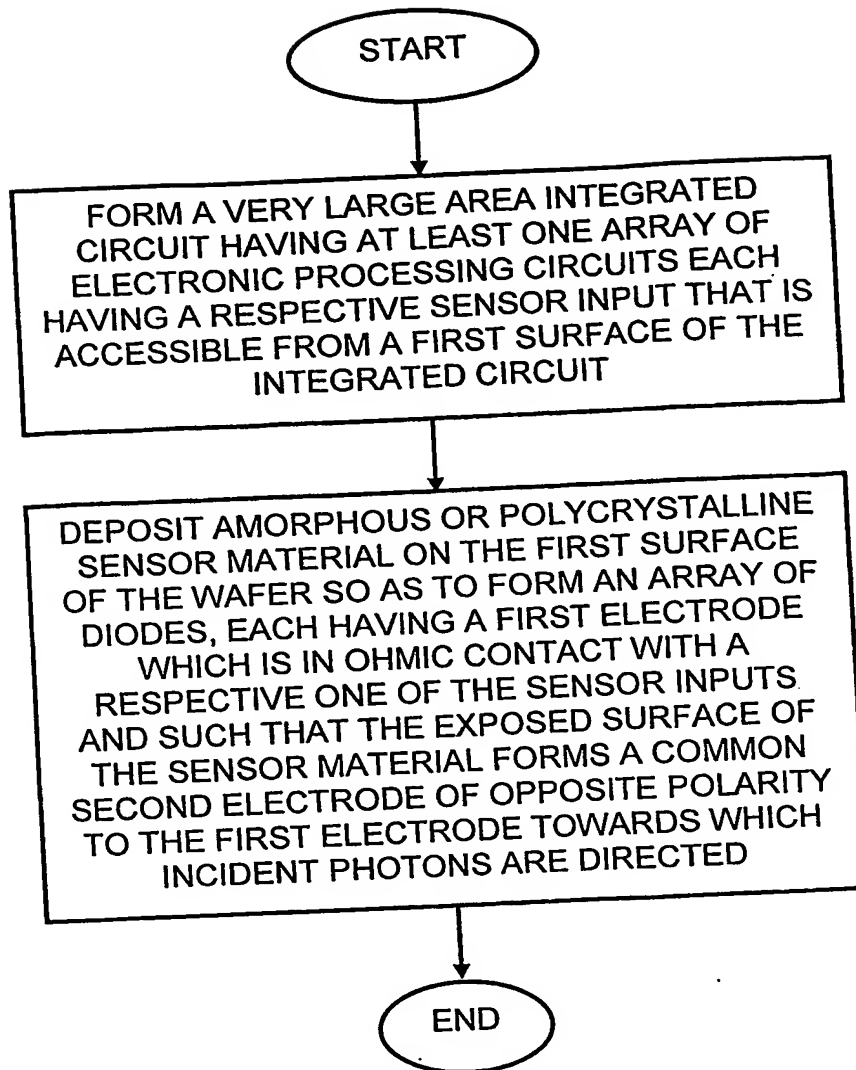 START
FORM A VERY LARGE AREA INTEGRATED
CIRCUIT HAVING AT LEAST ONE ARRAY OF
ELECTRONIC PROCESSING CIRCUITS EACH
HAVING A RESPECTIVE SENSOR INPUT THAT IS
ACCESSIBLE FROM A FIRST SURFACE OF THE
INTEGRATED CIRCUIT
DEPOSIT AMORPHOUS OR POLYCRYSTALLINE
SENSOR MATERIAL ON THE FIRST SURFACE
OF THE WAFER SO AS TO FORM AN ARRAY OF
DIODES, EACH HAVING A FIRST ELECTRODE
WHICH IS IN OHMIC CONTACT WITH A
RESPECTIVE ONE OF THE SENSOR INPUTS
AND SUCH THAT THE EXPOSED SURFACE OF
THE SENSOR MATERIAL FORMS A COMMON
SECOND ELECTRODE OF OPPOSITE POLARITY
TO THE FIRST ELECTRODE TOWARDS WHICH
INCIDENT PHOTONS ARE DIRECTED
END